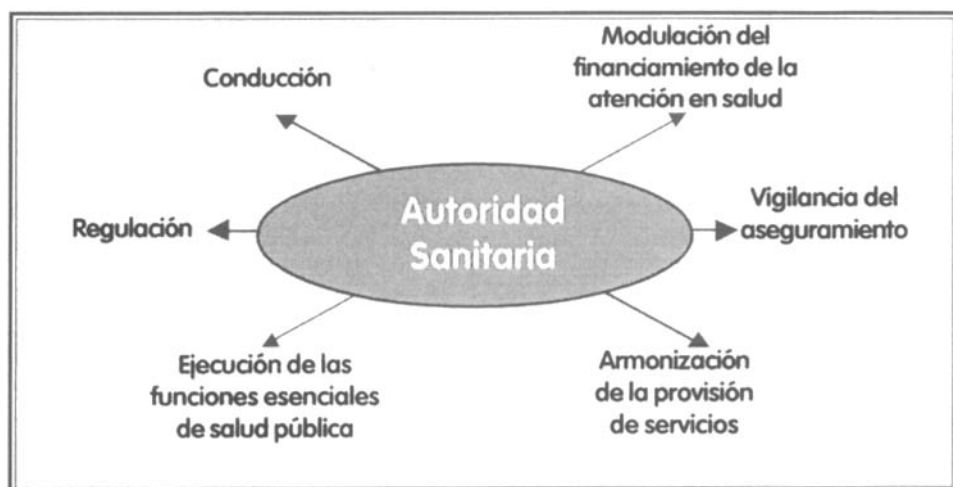 Conducción
Modulación del
financiamiento de la
atención en salud
Regulación
Autoridad
Sanitaria
Vigilancia del
aseguramiento
Ejecución de las
funciones esenciales
de salud pública
Armonización
de la provisión
de servicios